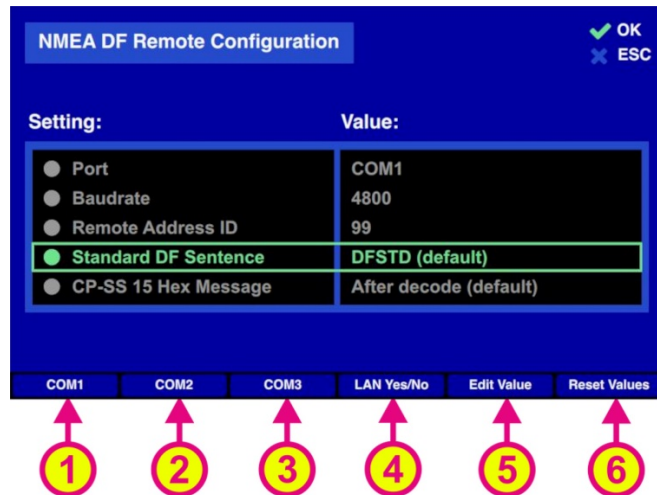 NMEA DF Remote Configuration
OK
ESC
Setting: Value:
Port COM1
Baudrate 4800
Remote Address ID 99
Standard DF Sentence DFSTD (default)
CP-SS 15 Hex Message After decode (default)
COM1 COM2 COM3 LAN Yes/No Edit Value Reset Values
1 2 3 4 5 6